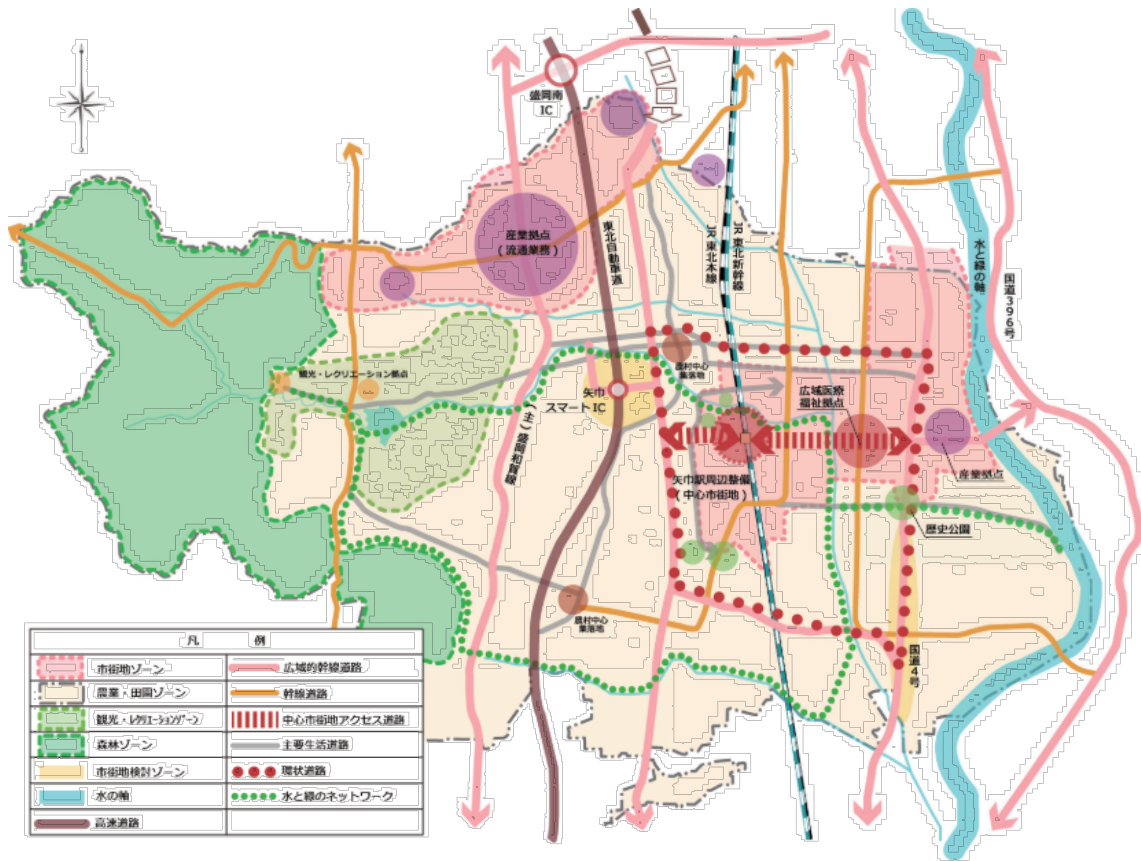 盛岡南
IC
産業拠点
(流通業務)
東北自動車道
JR東北本線
JR東北新幹線
水と緑の軸
国道396号
観光・レクリエーション拠点
農村中心
集落地
矢巾
スマートIC
広域医療
福祉拠点
(主)盛岡和賀線
矢巾駅周辺整備
(中心市街地)
産業拠点
歴史公園
農村中心
集落地
国道4号
凡 例
市街地ゾーン
広域的幹線道路
農業・田園ゾーン
幹線道路
観光・レクリエーションゾーン
中心市街地アクセス道路
森林ゾーン
主要生活道路
市街地検討ゾーン
環状道路
水の軸
水と緑のネットワーク
高速道路